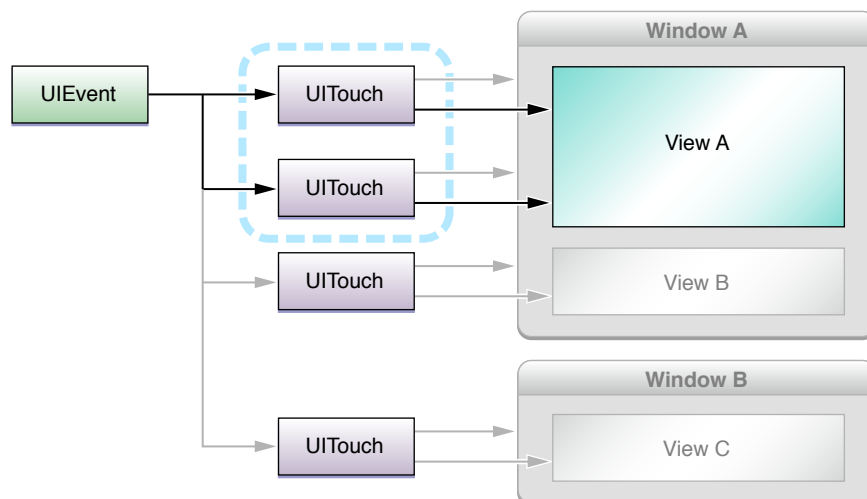 Window A
UIEvent
UITouch
View A
UITouch
UITouch
View B
Window B
UITouch
View C